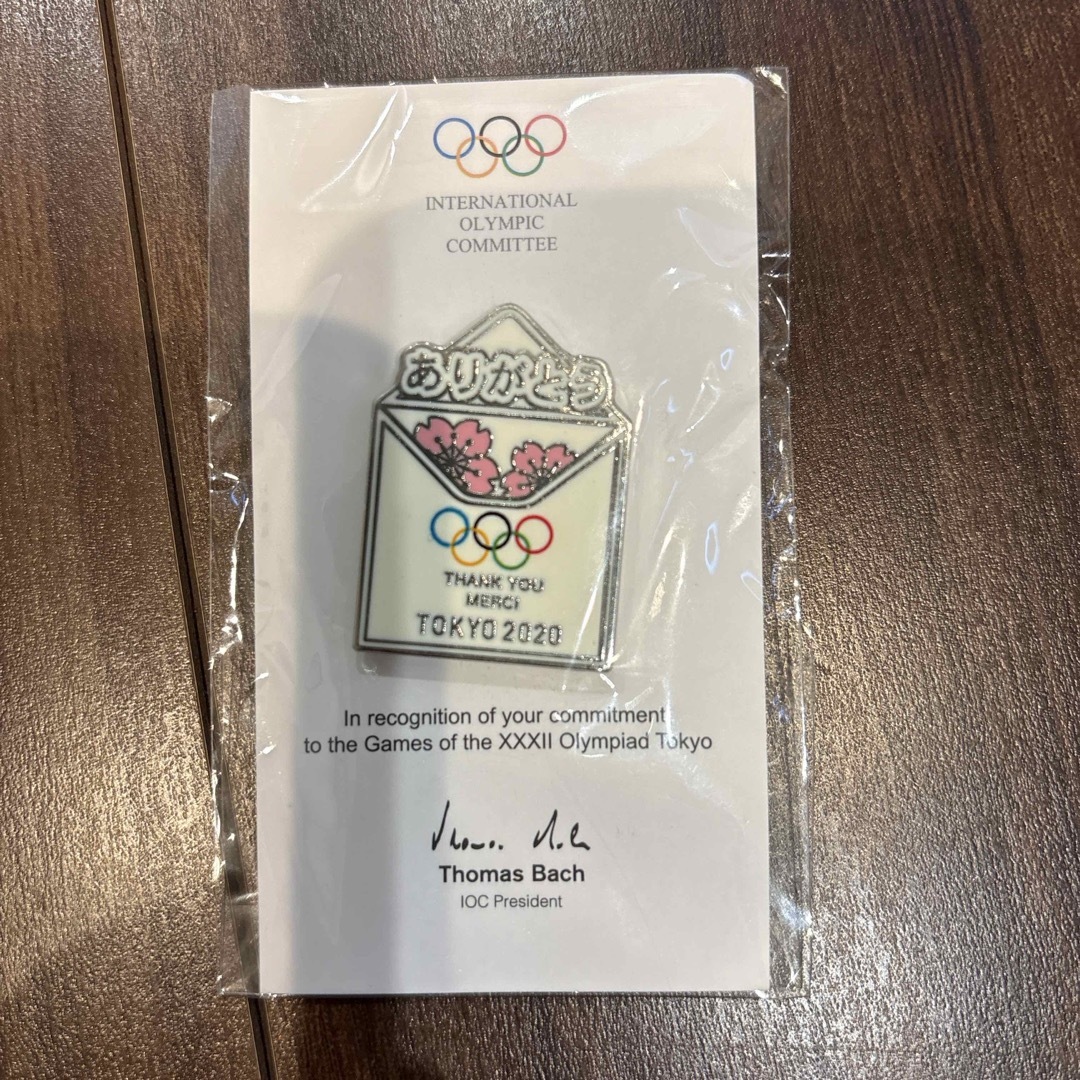 INTERNATIONAL
OLYMPIC
COMMITTEE
ありがとう
THANK YOU
MERCI
TOKYO 2020
In recognition of your commitment
to the Games of the XXXII Olympiad Tokyo
Thomas Bach
IOC President